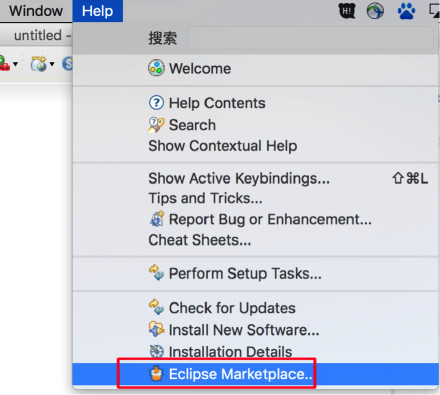 Window Help
untitled -
搜索
Welcome
Help Contents
Search
Show Contextual Help
Show Active Keybindings... ⇧⌘L
Tips and Tricks...
Report Bug or Enhancement...
Cheat Sheets...
Perform Setup Tasks...
Check for Updates
Install New Software...
Installation Details
Eclipse Marketplace...